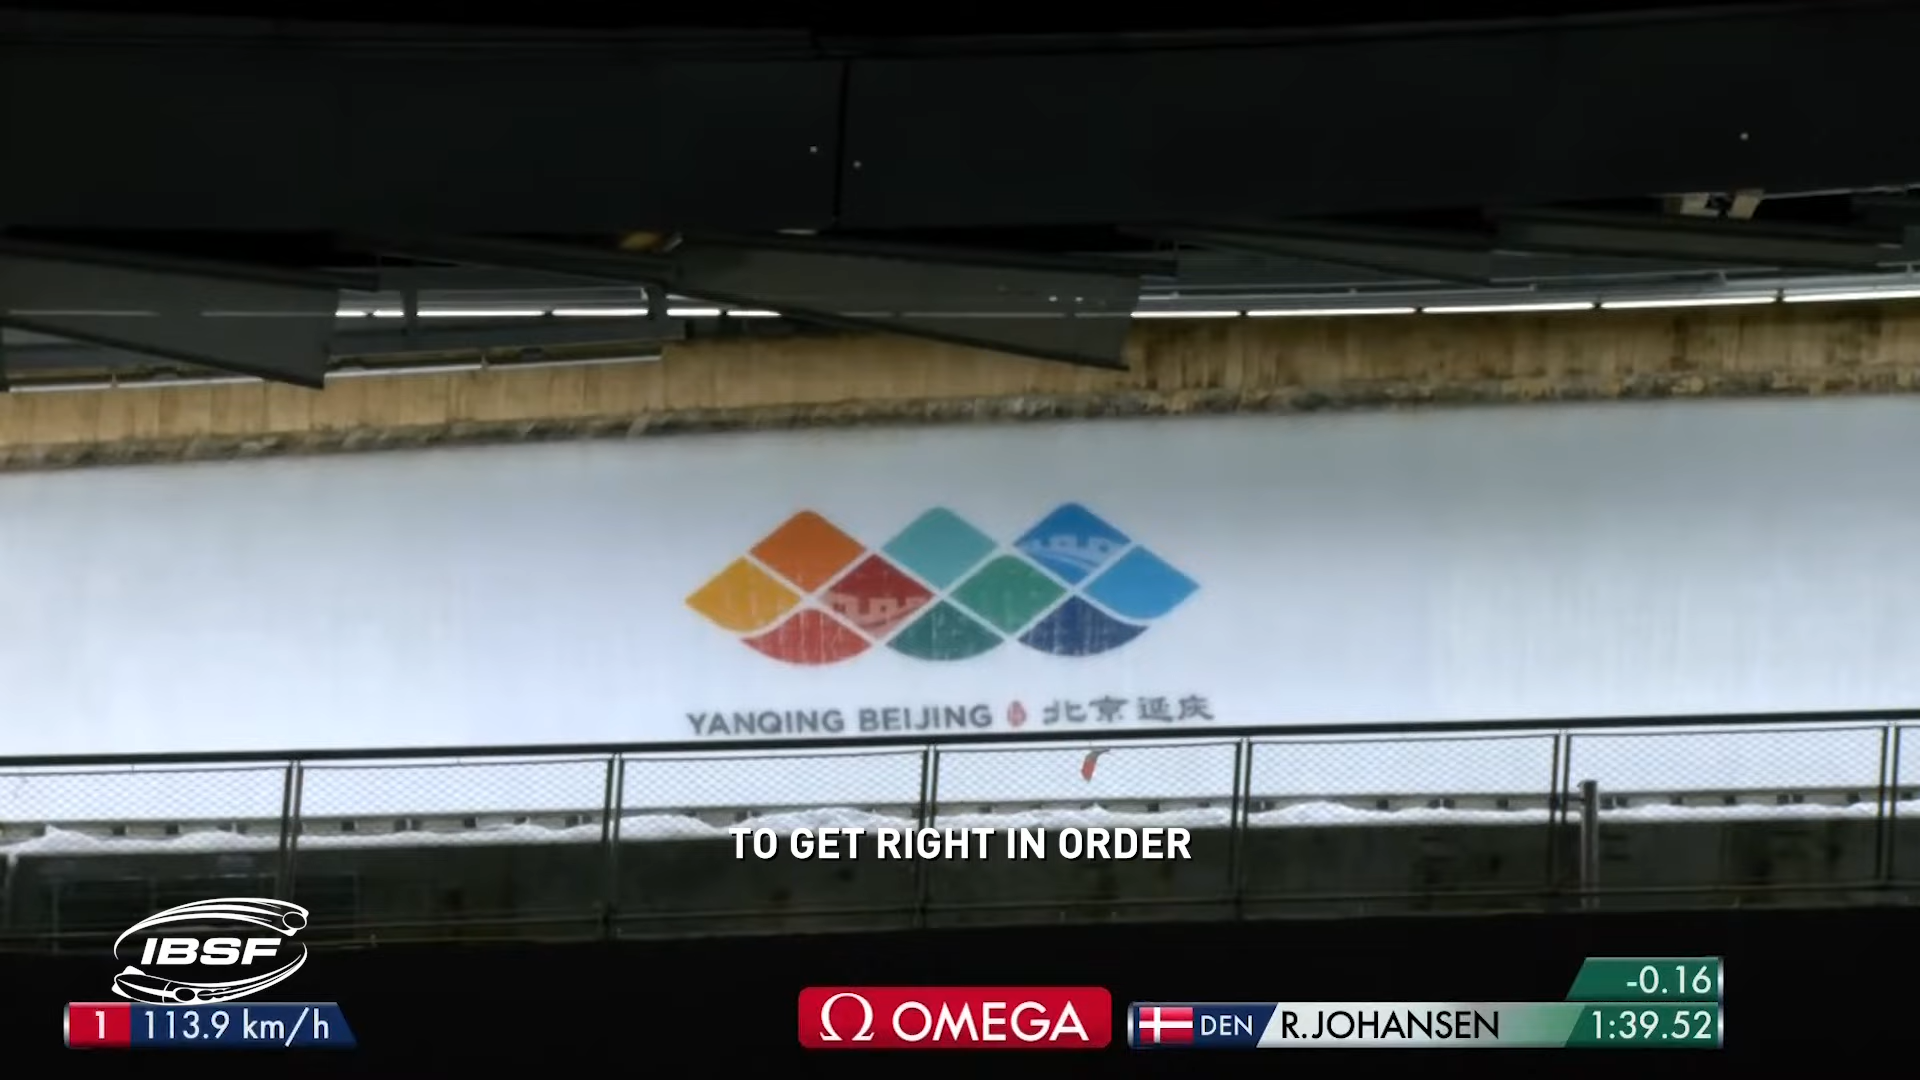 YANQING BEIJING 北京延庆
TO GET RIGHT IN ORDER
IBSF
1 113.9 km/h
Ω OMEGA
-0.16
DEN R.JOHANSEN 1:39.52